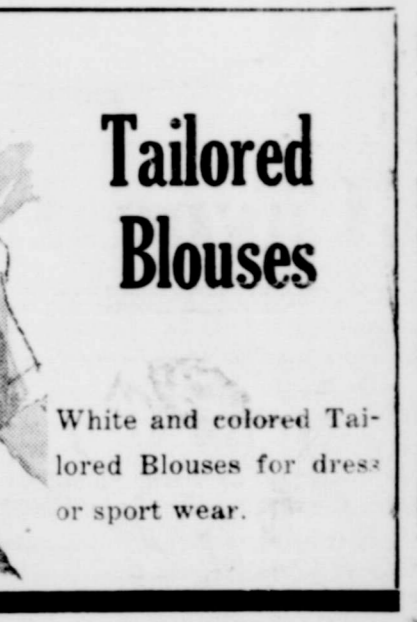 Tailored
Blouses
White and colored Tai-
lored Blouses for dress
or sport wear.